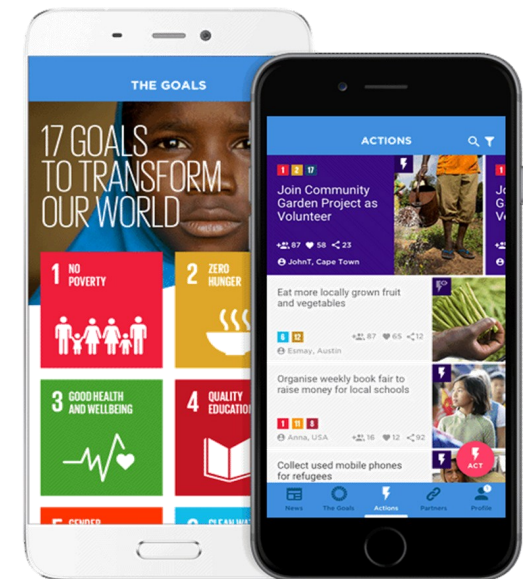 THE GOALS
17 GOALS
TO TRANSFORM
OUR WORLD
1 NO
POVERTY
2 ZERO
HUNGER
3 GOOD HEALTH
AND WELLBEING
4 QUALITY
ACTIONS
1 2 17
Join Community
Garden Project as
Volunteer
87 58 23
JohnT, Cape Town
Eat more locally grown fruit
and vegetables
6 12
87 65 12
Esmay, Austin
Organise weekly book fair to
raise money for local schools
1 11 8
Anna, USA 16 12 92
Collect used mobile phones
for refugees
ACT
News The Goals Actions Partners Profile